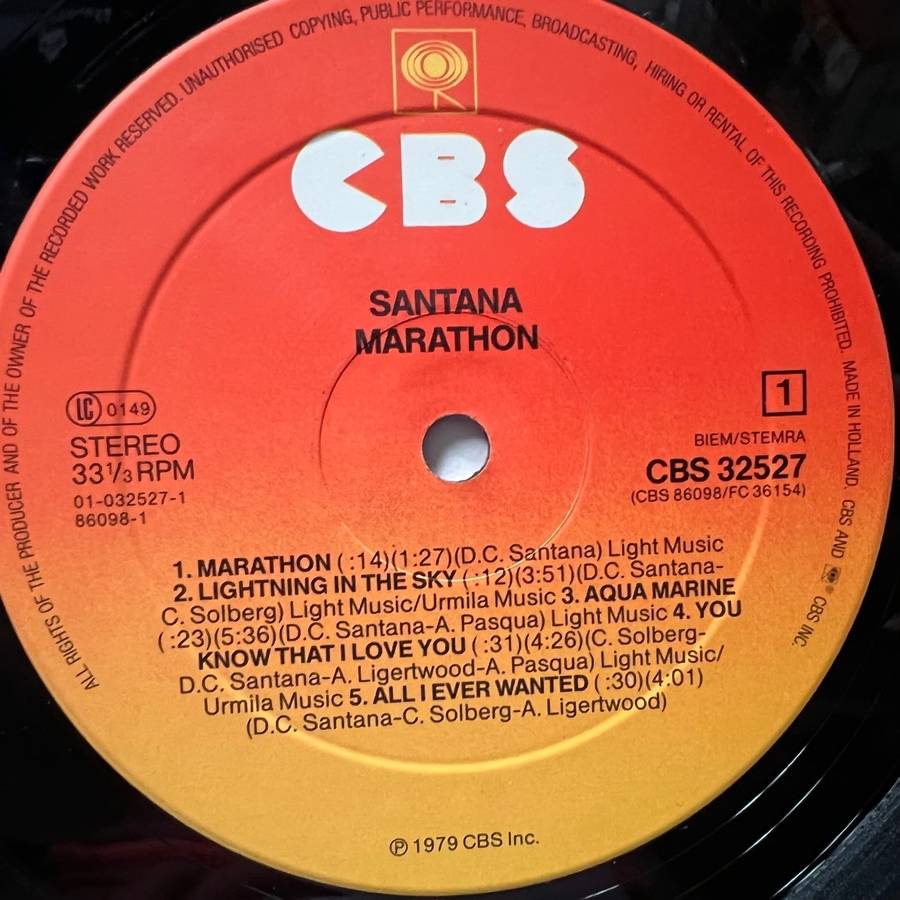 ALL RIGHTS OF THE PRODUCER AND OF THE OWNER OF THE RECORDED WORK RESERVED. UNAUTHORISED COPYING, PUBLIC PERFORMANCE, BROADCASTING, HIRING OR RENTAL OF THIS RECORDING PROHIBITED. MADE IN HOLLAND. CBS AND CBS INC.
CBS
SANTANA
MARATHON
LC 0149
STEREO
33 1/3 RPM
01-032527-1
86098-1
1
BIEM/STEMRA
CBS 32527
(CBS 86098/FC 36154)
1. MARATHON ( :14)(1:27)(D.C. Santana) Light Music
2. LIGHTNING IN THE SKY ( :12)(3:51)(D.C. Santana-
C. Solberg) Light Music/Urmila Music 3. AQUA MARINE
( :23)(5:36)(D.C. Santana-A. Pasqua) Light Music 4. YOU
KNOW THAT I LOVE YOU ( :31)(4:26)(C. Solberg-
D.C. Santana-A. Ligertwood-A. Pasqua) Light Music/
Urmila Music 5. ALL I EVER WANTED ( :30)(4:01)
(D.C. Santana-C. Solberg-A. Ligertwood)
℗ 1979 CBS Inc.